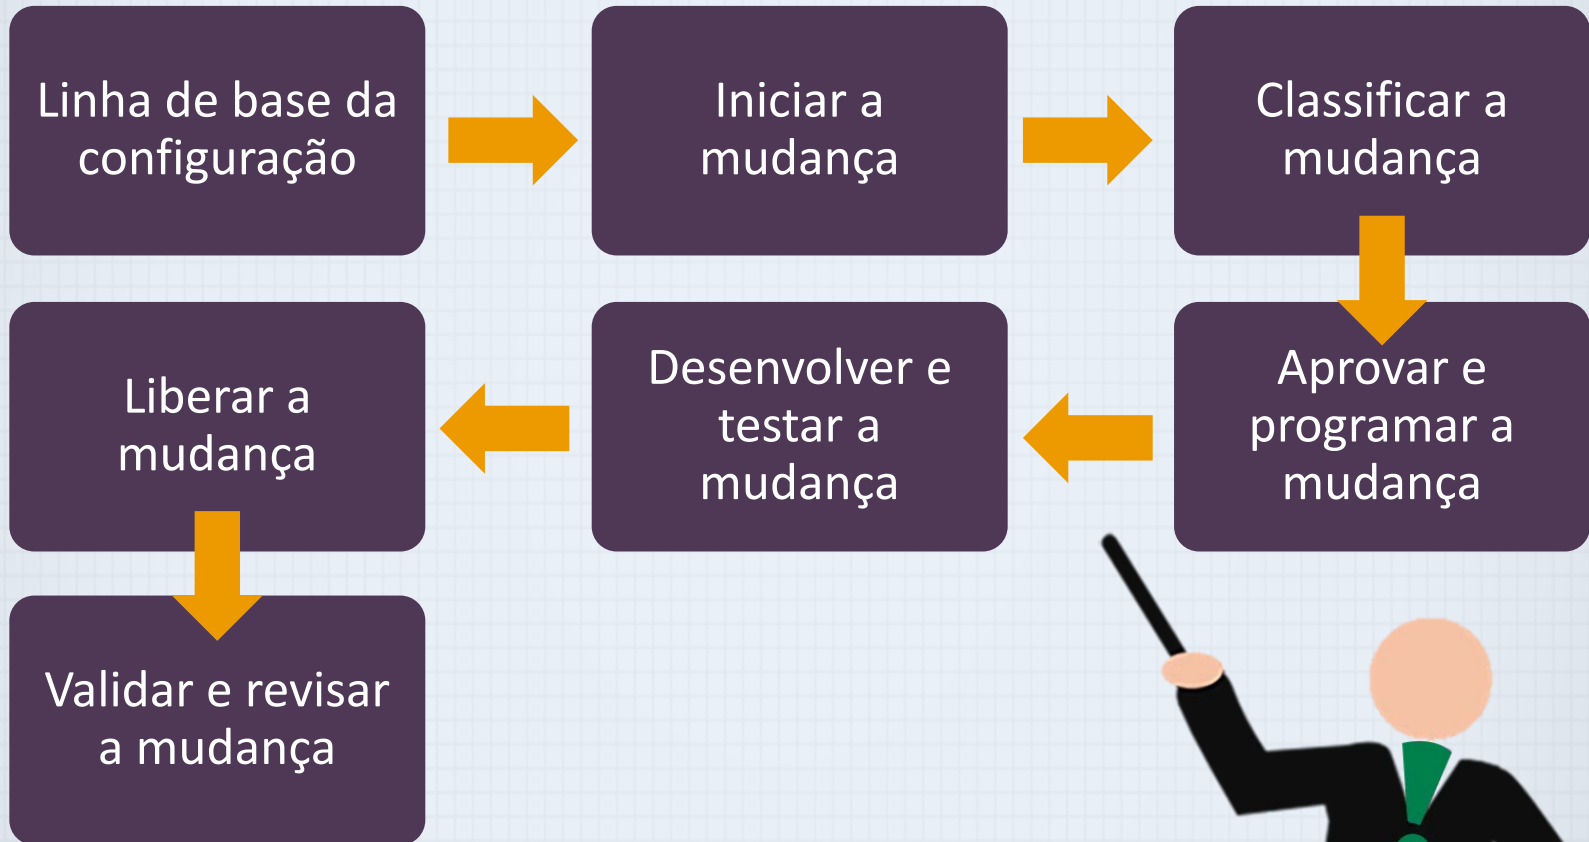 Linha de base da
configuração
Iniciar a
mudança
Classificar a
mudança
Aprovar e
programar a
mudança
Desenvolver e
testar a
mudança
Liberar a
mudança
Validar e revisar
a mudança